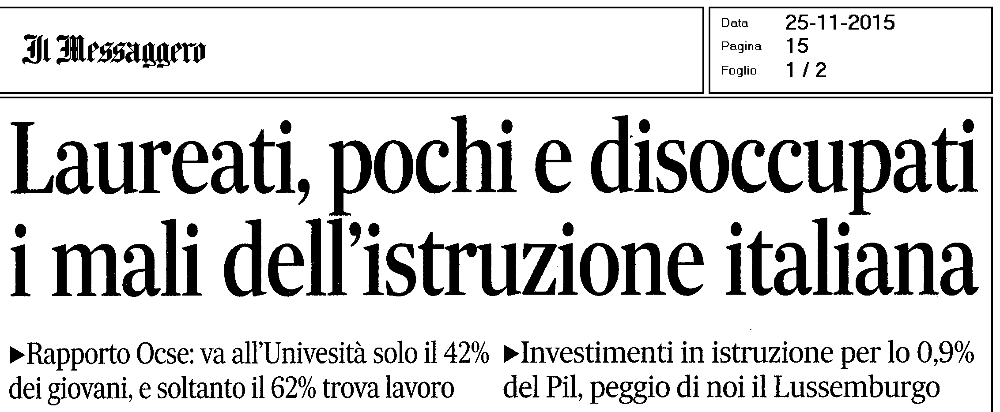 Il Messaggero
Data 25-11-2015
Pagina 15
Foglio 1 / 2
Laureati, pochi e disoccupati
i mali dell'istruzione italiana
▶Rapporto Ocse: va all'Univesità solo il 42%
dei giovani, e soltanto il 62% trova lavoro
▶Investimenti in istruzione per lo 0,9%
del Pil, peggio di noi il Lussemburgo